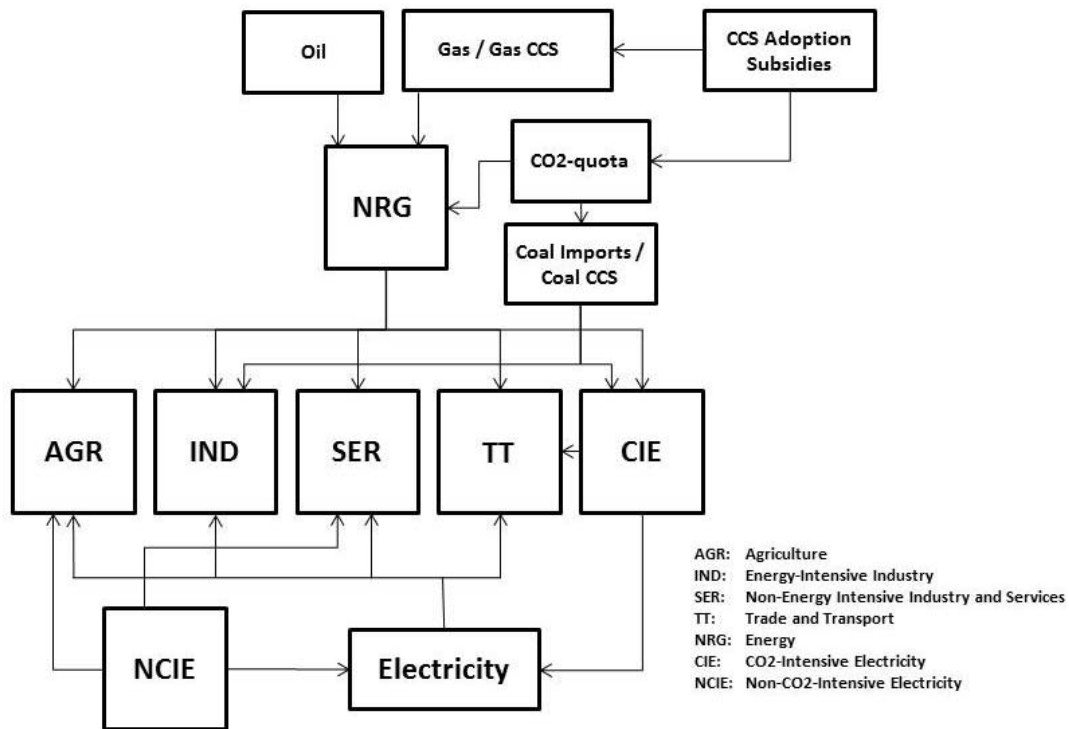 Oil
Gas / Gas CCS
CCS Adoption
Subsidies
CO2-quota
NRG
Coal Imports /
Coal CCS
AGR
IND
SER
TT
CIE
NCIE
Electricity
AGR: Agriculture
IND: Energy-Intensive Industry
SER: Non-Energy Intensive Industry and Services
TT: Trade and Transport
NRG: Energy
CIE: CO2-Intensive Electricity
NCIE: Non-CO2-Intensive Electricity